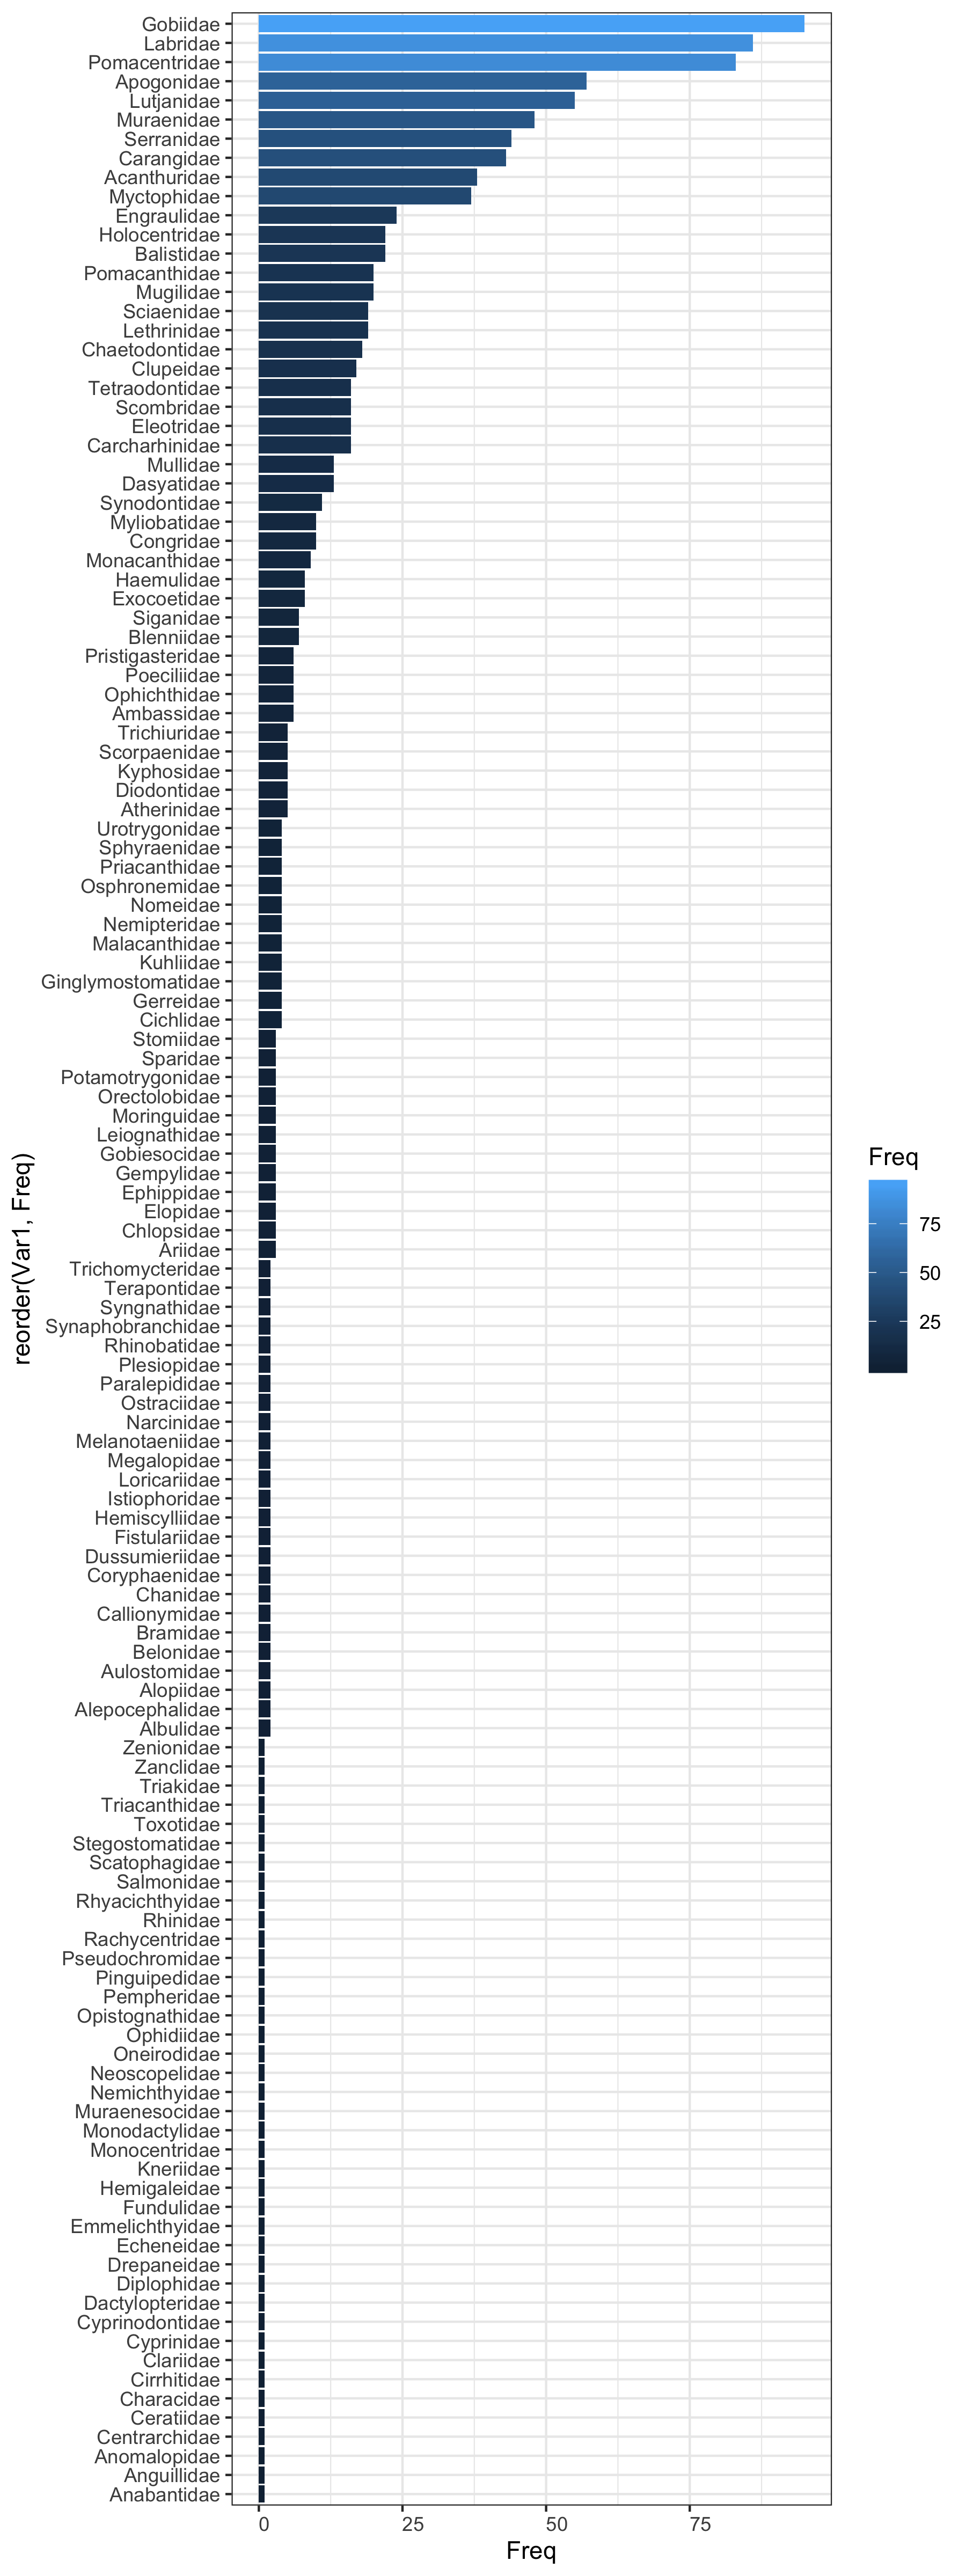 Gobiidae
Labridae
Pomacentridae
Apogonidae
Lutjanidae
Muraenidae
Serranidae
Carangidae
Acanthuridae
Myctophidae
Engraulidae
Holocentridae
Balistidae
Pomacanthidae
Mugilidae
Sciaenidae
Lethrinidae
Chaetodontidae
Clupeidae
Tetraodontidae
Scombridae
Eleotridae
Carcharhinidae
Mullidae
Dasyatidae
Synodontidae
Myliobatidae
Congridae
Monacanthidae
Haemulidae
Exocoetidae
Siganidae
Blenniidae
Pristigasteridae
Poeciliidae
Ophichthidae
Ambassidae
Trichiuridae
Scorpaenidae
Kyphosidae
Diodontidae
Atherinidae
Urotrygonidae
Sphyraenidae
Priacanthidae
Osphronemidae
Nomeidae
Nemipteridae
Malacanthidae
Kuhliidae
Ginglymostomatidae
Gerreidae
Cichlidae
Stomiidae
Sparidae
Potamotrygonidae
Orectolobidae
Moringuidae
Leiognathidae
Gobiesocidae
Gempylidae
Ephippidae
Elopidae
Chlopsidae
Ariidae
Trichomycteridae
Terapontidae
Syngnathidae
Synaphobranchidae
Rhinobatidae
Plesiopidae
Paralepididae
Ostraciidae
Narcinidae
Melanotaeniidae
Megalopidae
Loricariidae
Istiophoridae
Hemiscylliidae
Fistulariidae
Dussumieriidae
Coryphaenidae
Chanidae
Callionymidae
Bramidae
Belonidae
Aulostomidae
Alopiidae
Alepocephalidae
Albulidae
Zenionidae
Zanclidae
Triakidae
Triacanthidae
Toxotidae
Stegostomatidae
Scatophagidae
Salmonidae
Rhyacichthyidae
Rhinidae
Rachycentridae
Pseudochromidae
Pinguipedidae
Pempheridae
Opistognathidae
Ophidiidae
Oneirodidae
Neoscopelidae
Nemichthyidae
Muraenesocidae
Monodactylidae
Monocentridae
Kneriidae
Hemigaleidae
Fundulidae
Emmelichthyidae
Echeneidae
Drepaneidae
Diplophidae
Dactylopteridae
Cyprinodontidae
Cyprinidae
Clariidae
Cirrhitidae
Characidae
Ceratiidae
Centrarchidae
Anomalopidae
Anguillidae
Anabantidae
0 25 50 75
Freq
reorder(Var1, Freq)
Freq
75
50
25